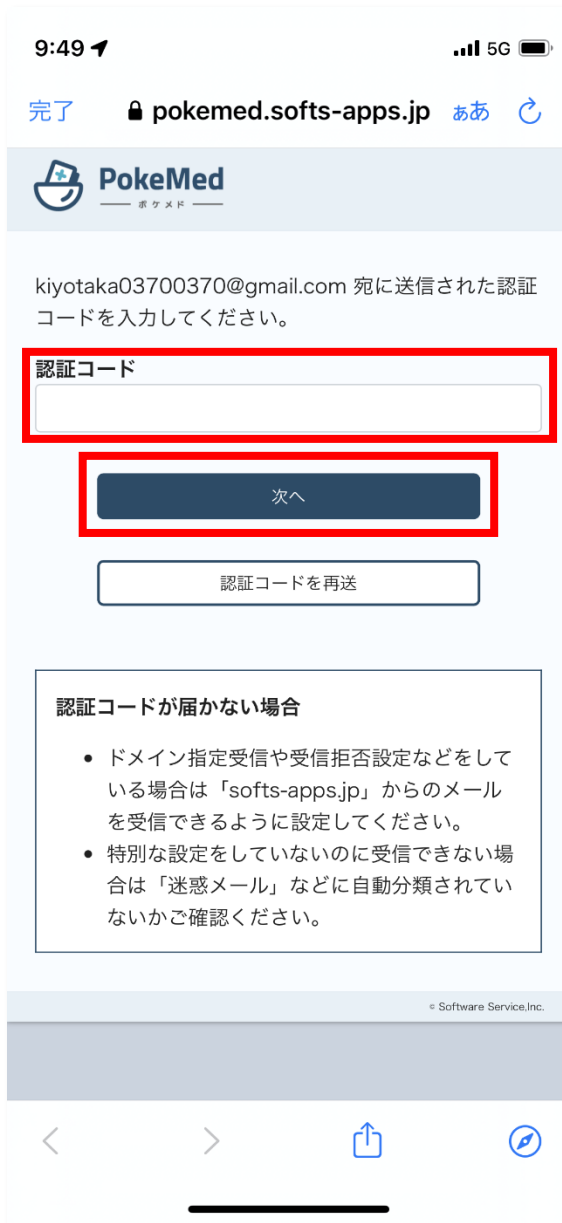 9:49
5G
完了
pokemed.softs-apps.jp
ぁあ
PokeMed
ポケメド
kiyotaka03700370@gmail.com 宛に送信された認証
コードを入力してください。
認証コード
次へ
認証コードを再送
認証コードが届かない場合
• ドメイン指定受信や受信拒否設定などをして
いる場合は「softs-apps.jp」からのメール
を受信できるように設定してください。
• 特別な設定をしていないのに受信できない場
合は「迷惑メール」などに自動分類されてい
ないかご確認ください。
© Software Service,Inc.